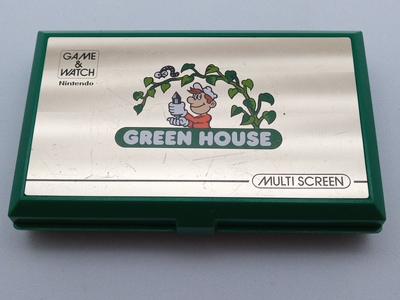 GAME
&
WATCH
Nintendo
GREEN HOUSE
MULTI SCREEN